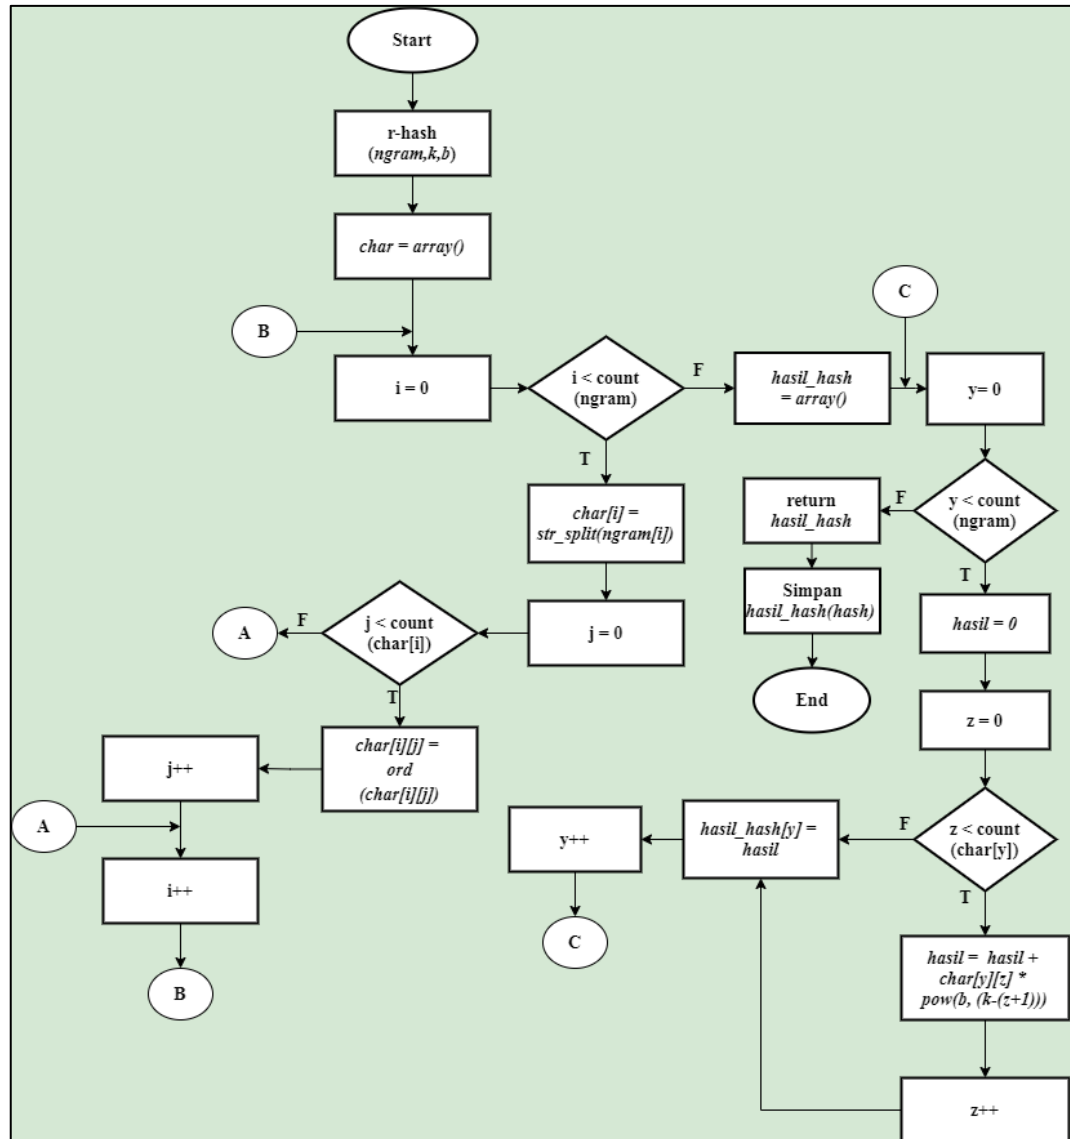 Start
r-hash
(ngram,k,b)
char = array()
B
i = 0
i < count
(ngram)
F
hasil_hash
= array()
C
y= 0
T
char[i] =
str_split(ngram[i])
j = 0
j < count
(char[i])
F
A
T
char[i][j] =
ord
(char[i][j])
j++
A
i++
B
y < count
(ngram)
F
return
hasil_hash
Simpan
hasil_hash(hash)
End
T
hasil = 0
z = 0
z < count
(char[y])
F
hasil_hash[y] =
hasil
y++
C
T
hasil = hasil +
char[y][z] *
pow(b, (k-(z+1)))
z++